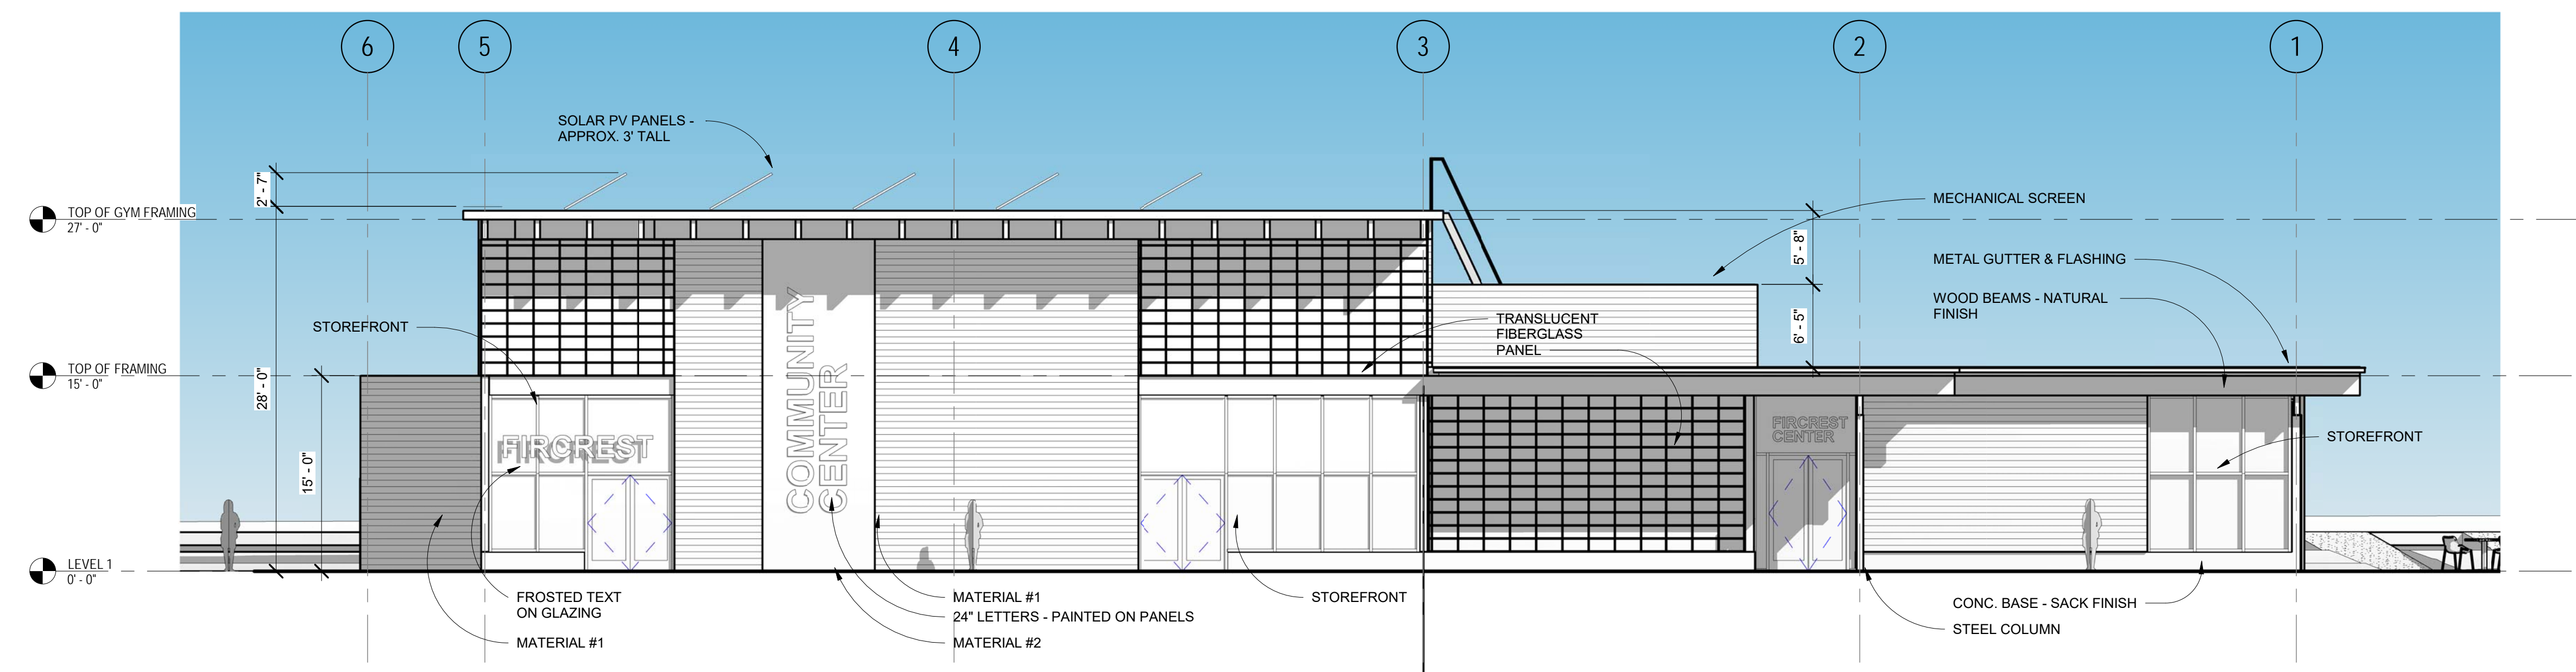 6
5
4
3
2
1
SOLAR PV PANELS -
APPROX. 3' TALL
2' - 7"
TOP OF GYM FRAMING
27' - 0"
MECHANICAL SCREEN
5' - 8"
METAL GUTTER & FLASHING
WOOD BEAMS - NATURAL
FINISH
STOREFRONT
TRANSLUCENT
FIBERGLASS
PANEL
6' - 5"
TOP OF FRAMING
15' - 0"
28' - 0"
COMMUNITY
CENTER
FIRCREST
FIRCREST
CENTER
STOREFRONT
15' - 0"
LEVEL 1
0' - 0"
FROSTED TEXT
ON GLAZING
MATERIAL #1
MATERIAL #1
24" LETTERS - PAINTED ON PANELS
MATERIAL #2
STOREFRONT
CONC. BASE - SACK FINISH
STEEL COLUMN